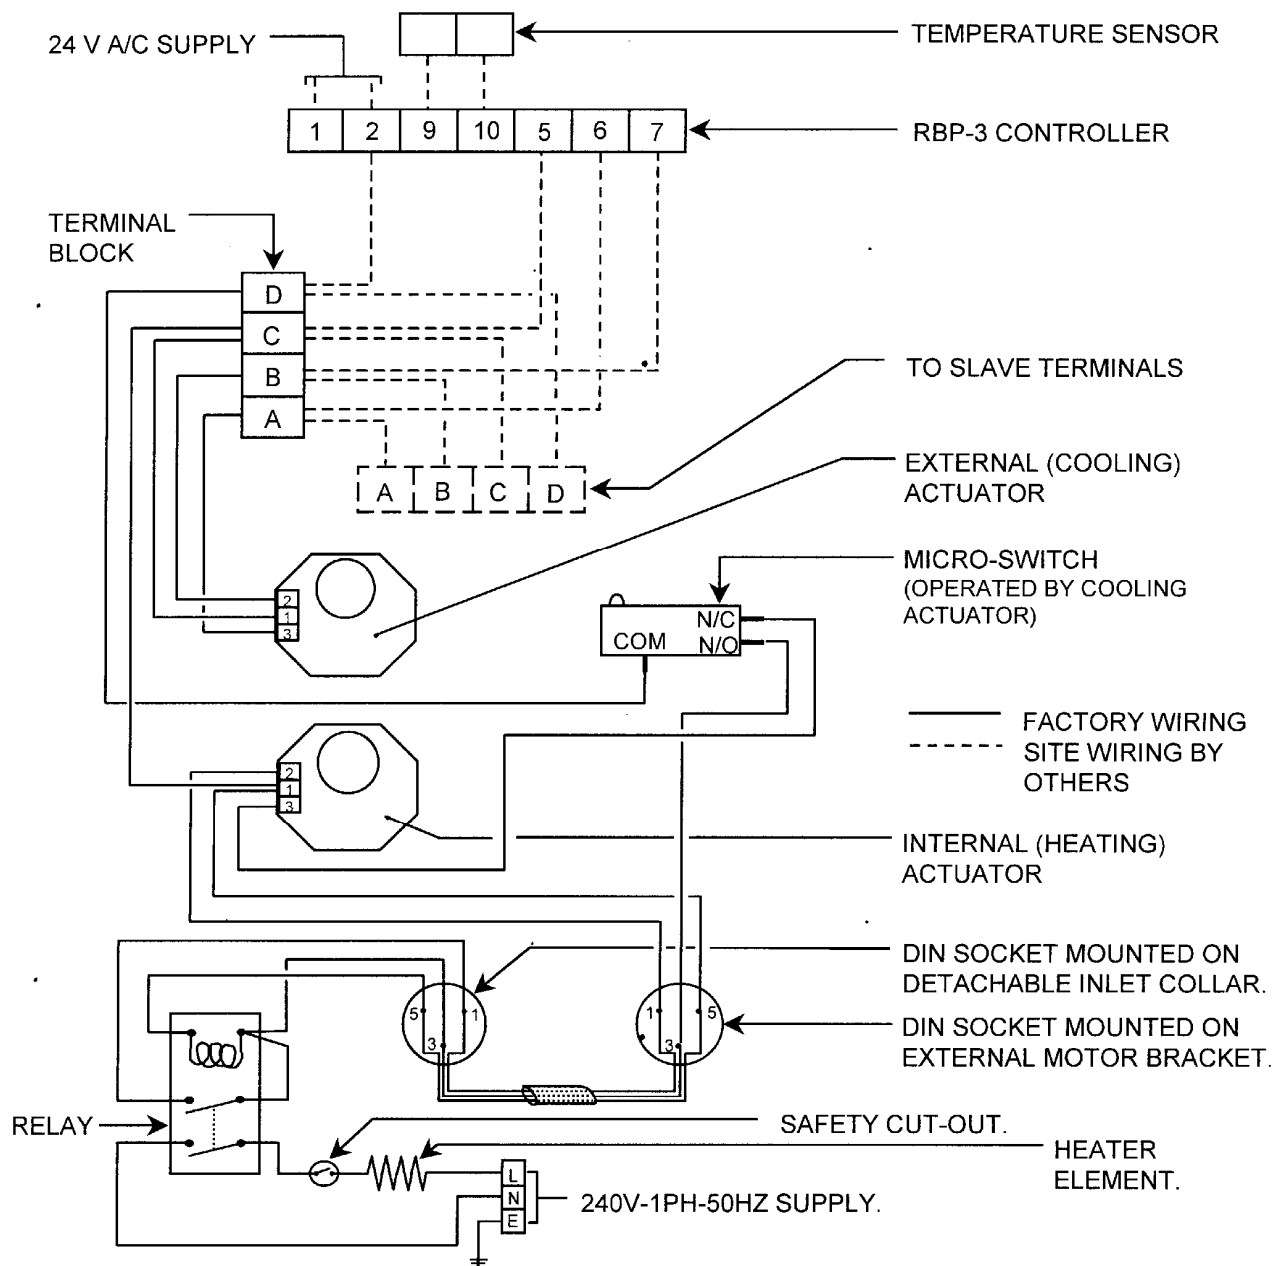 24 V A/C SUPPLY
TEMPERATURE SENSOR
1 2 9 10 5 6 7
RBP-3 CONTROLLER
TERMINAL
BLOCK
D
C
B
A
TO SLAVE TERMINALS
A B C D
EXTERNAL (COOLING)
ACTUATOR
MICRO-SWITCH
(OPERATED BY COOLING
ACTUATOR)
2
1
3
N/C
COM N/O
FACTORY WIRING
SITE WIRING BY
OTHERS
2
1
3
INTERNAL (HEATING)
ACTUATOR
DIN SOCKET MOUNTED ON
DETACHABLE INLET COLLAR.
5 1
3
1 5
3
DIN SOCKET MOUNTED ON
EXTERNAL MOTOR BRACKET.
RELAY
SAFETY CUT-OUT.
HEATER
ELEMENT.
L
N
E
240V-1PH-50HZ SUPPLY.